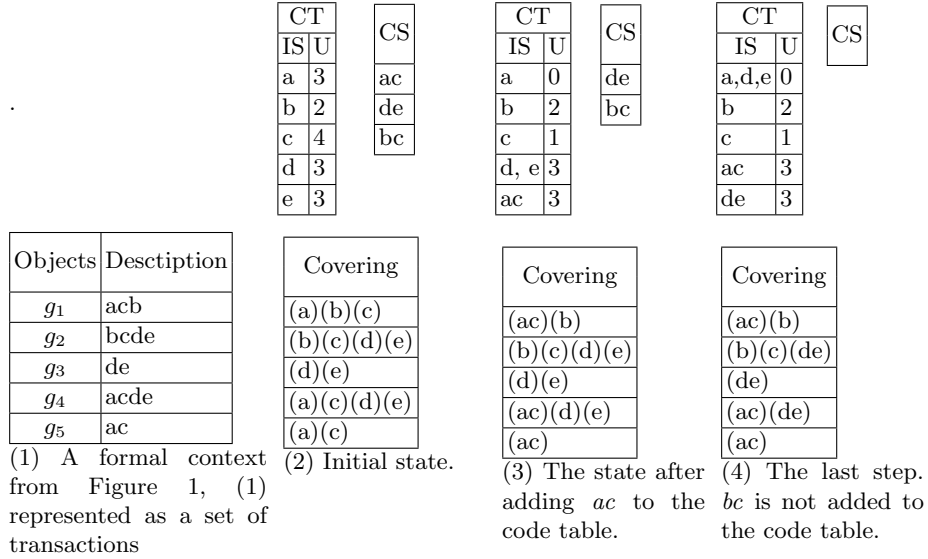 CT
IS U
a 3
b 2
c 4
d 3
e 3
CS
ac
de
bc
CT
IS U
a 0
b 2
c 1
d, e 3
ac 3
CS
de
bc
CT
IS U
a,d,e 0
b 2
c 1
ac 3
de 3
CS
.
Objects Desctiption
g1 acb
g2 bcde
g3 de
g4 acde
g5 ac
(1) A formal context
from Figure 1, (1)
represented as a set of
transactions
Covering
(a)(b)(c)
(b)(c)(d)(e)
(d)(e)
(a)(c)(d)(e)
(a)(c)
(2) Initial state.
Covering
(ac)(b)
(b)(c)(d)(e)
(d)(e)
(ac)(d)(e)
(ac)
(3) The state after
adding ac to the
code table.
Covering
(ac)(b)
(b)(c)(de)
(de)
(ac)(de)
(ac)
(4) The last step.
bc is not added to
the code table.